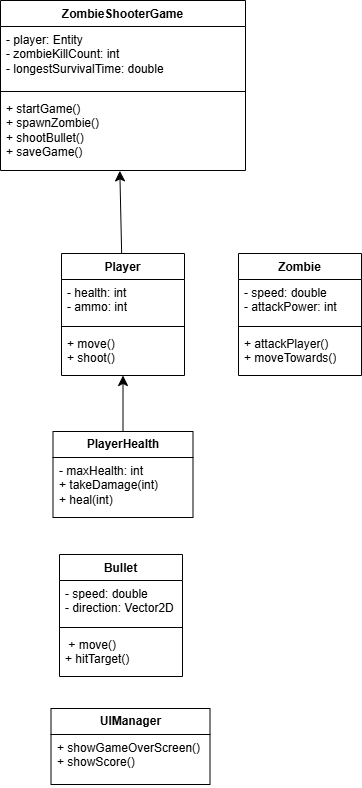 ZombieShooterGame
- player: Entity
- zombieKillCount: int
- longestSurvivalTime: double
+ startGame()
+ spawnZombie()
+ shootBullet()
+ saveGame()
Player
- health: int
- ammo: int
+ move()
+ shoot()
Zombie
- speed: double
- attackPower: int
+ attackPlayer()
+ moveTowards()
PlayerHealth
- maxHealth: int
+ takeDamage(int)
+ heal(int)
Bullet
- speed: double
- direction: Vector2D
+ move()
+ hitTarget()
UIManager
+ showGameOverScreen()
+ showScore()